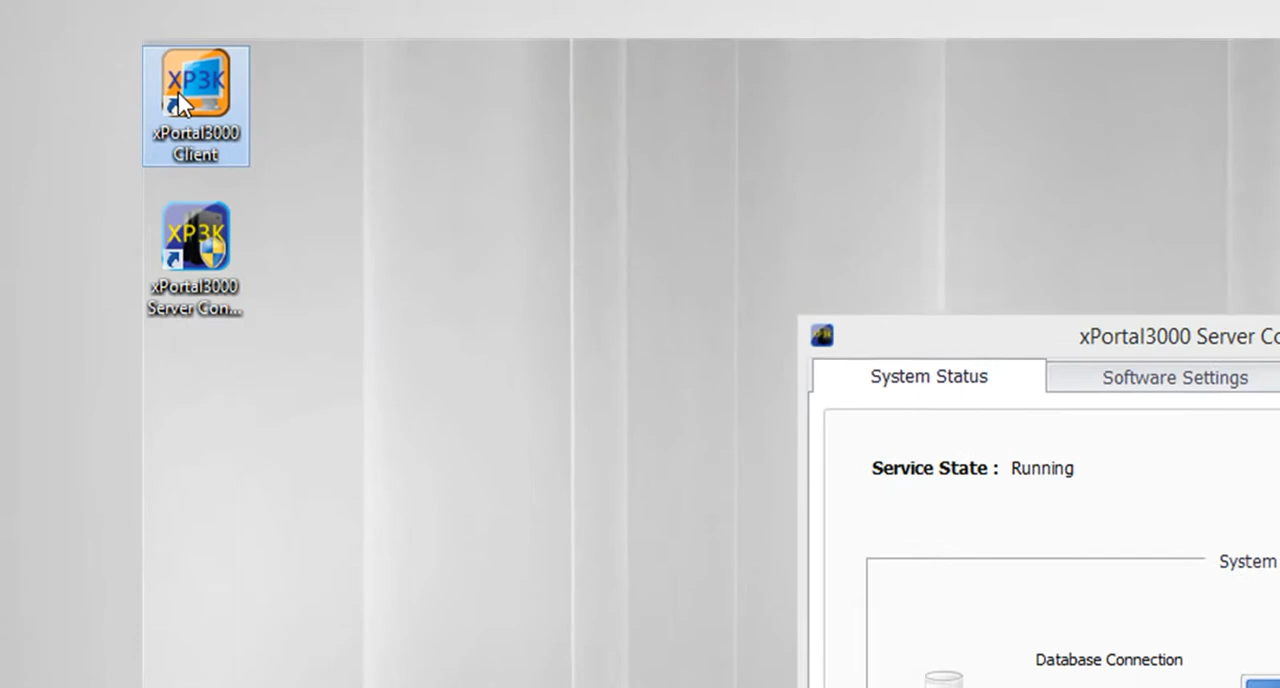 XP3K
xPortal3000
Client
XP3K
xPortal3000
Server Con...
xPortal3000 Server Co
System Status
Software Settings
Service State : Running
System
Database Connection